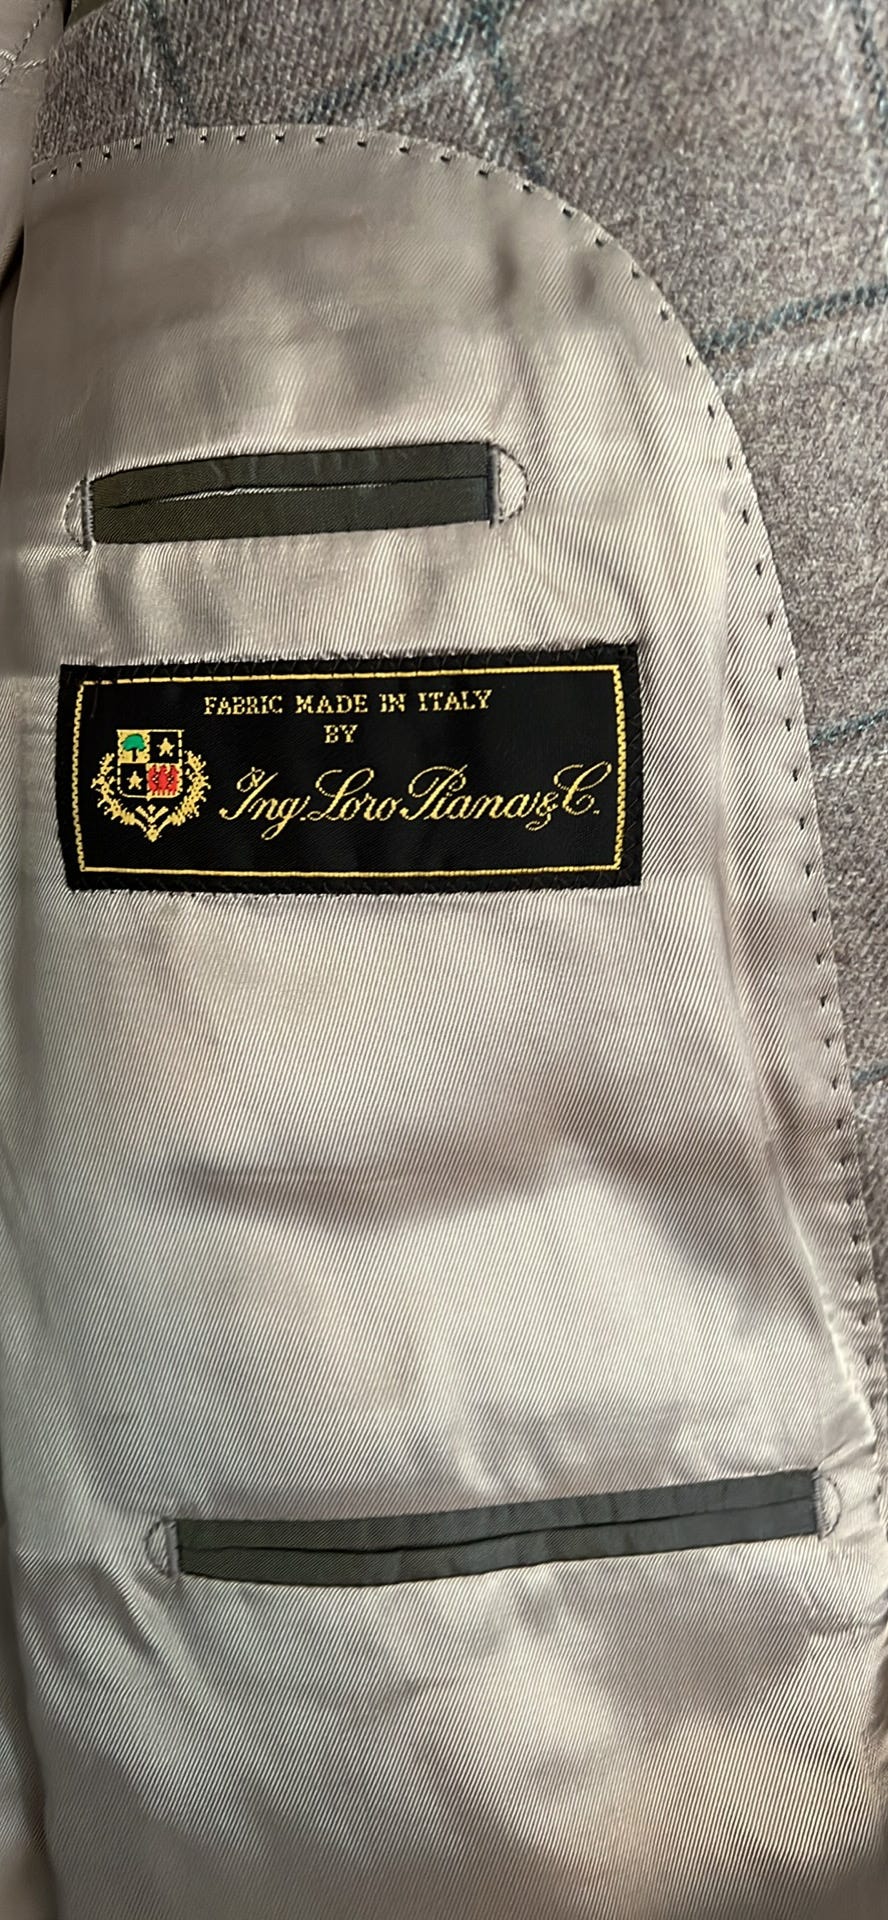 FABRIC MADE IN ITALY
BY
Ing. Loro Piana & C.